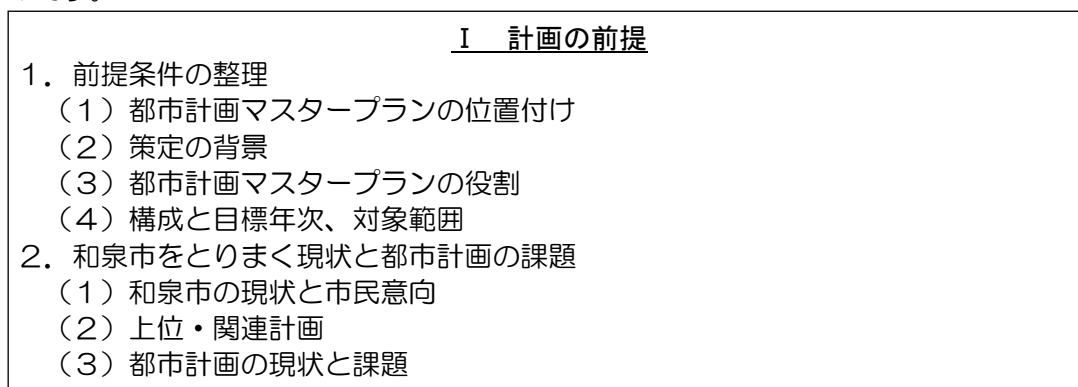 Ⅰ　計画の前提
１．前提条件の整理
（１）都市計画マスタープランの位置付け
（２）策定の背景
（３）都市計画マスタープランの役割
（４）構成と目標年次、対象範囲
２．和泉市をとりまく現状と都市計画の課題
（１）和泉市の現状と市民意向
（２）上位・関連計画
（３）都市計画の現状と課題